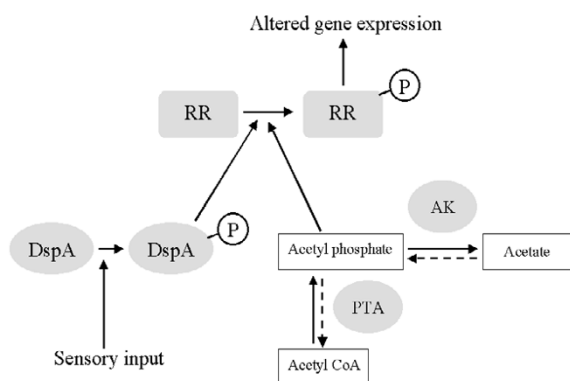 Altered gene expression
P
RR
RR
AK
DspA
DspA
P
Acetyl phosphate
Acetate
PTA
Sensory input
Acetyl CoA